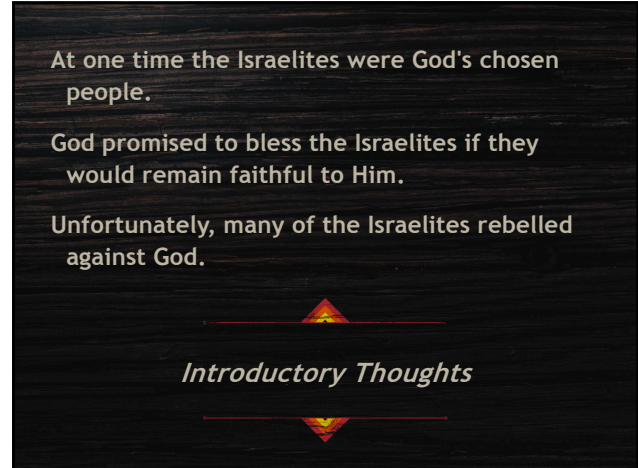 At one time the Israelites were God's chosen
people.
God promised to bless the Israelites if they
would remain faithful to Him.
Unfortunately, many of the Israelites rebelled
against God.
Introductory Thoughts